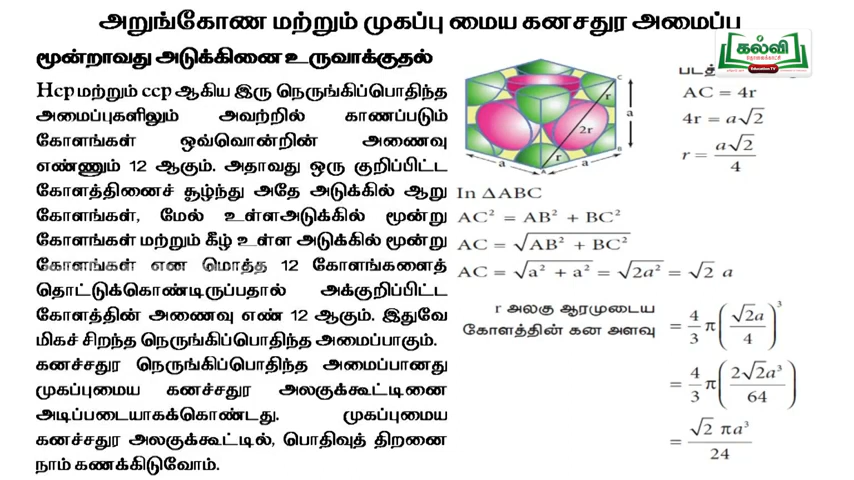 அறுங்கோண மற்றும் முகப்பு மைய கனசதுர அமைப்பு
கல்வி
Education TV
மூன்றாவது அடுக்கினை உருவாக்குதல்
Hcp மற்றும் ccp ஆகிய இரு நெருங்கிப்பொதிந்த
அமைப்புகளிலும் அவற்றில் காணப்படும்
கோளங்கள் ஒவ்வொன்றின் அணைவு
எண்ணும் 12 ஆகும். அதாவது ஒரு குறிப்பிட்ட
கோளத்தினைச் சூழ்ந்து அதே அடுக்கில் ஆறு
கோளங்கள், மேல் உள்ளஅடுக்கில் மூன்று
கோளங்கள் மற்றும் கீழ் உள்ள அடுக்கில் மூன்று
கோளங்கள் என மொத்த 12 கோளங்களைத்
தொட்டுக்கொண்டிருப்பதால் அக்குறிப்பிட்ட
கோளத்தின் அணைவு எண் 12 ஆகும். இதுவே
மிகச் சிறந்த நெருங்கிப்பொதிந்த அமைப்பாகும்.
கனச்சதுர நெருங்கிப்பொதிந்த அமைப்பானது
முகப்புமைய கனச்சதுர அலகுக்கூட்டினை
அடிப்படையாகக்கொண்டது. முகப்புமைய
கனச்சதுர அலகுக்கூட்டில், பொதிவுத் திறனை
நாம் கணக்கிடுவோம்.
C
r
2r
a
r
B
a
A
a
In ΔABC
AC² = AB² + BC²
AC = √(AB² + BC²)
AC = √(a² + a²) = √(2a²) = √2 a
படத்
AC = 4r
4r = a√2
r = a√2/4
r அலகு ஆரமுடைய
கோளத்தின் கன அளவு = 4/3 π(√2a/4)³
= 4/3 π(2√2a³/64)
= √2 πa³/24